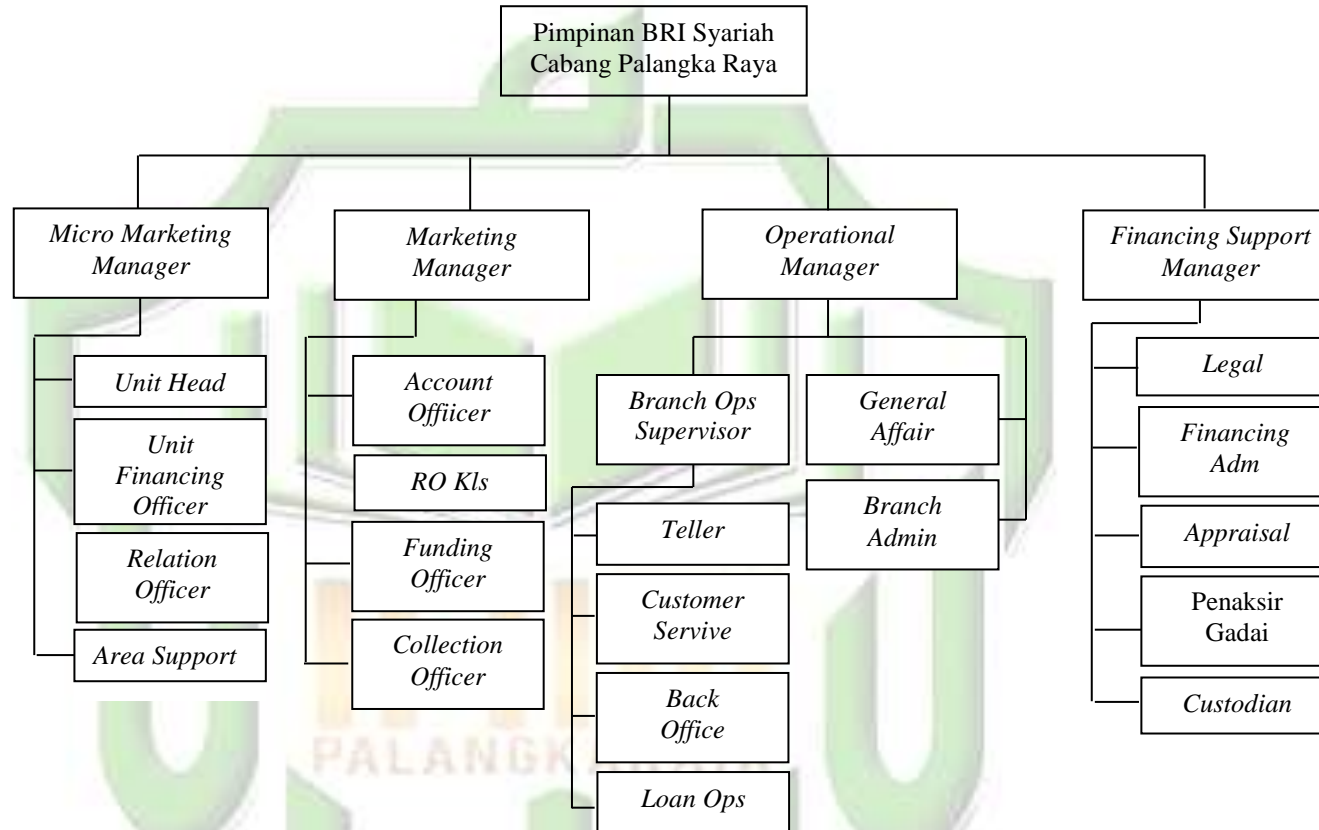 Pimpinan BRI Syariah
Cabang Palangka Raya
Micro Marketing
Manager
Marketing
Manager
Operational
Manager
Financing Support
Manager
Unit Head
Unit
Financing
Officer
Relation
Officer
Area Support
Account
Offiicer
RO Kls
Funding
Officer
Collection
Officer
Branch Ops
Supervisor
General
Affair
Branch
Admin
Teller
Customer
Servive
Back
Office
Loan Ops
Legal
Financing
Adm
Appraisal
Penaksir
Gadai
Custodian